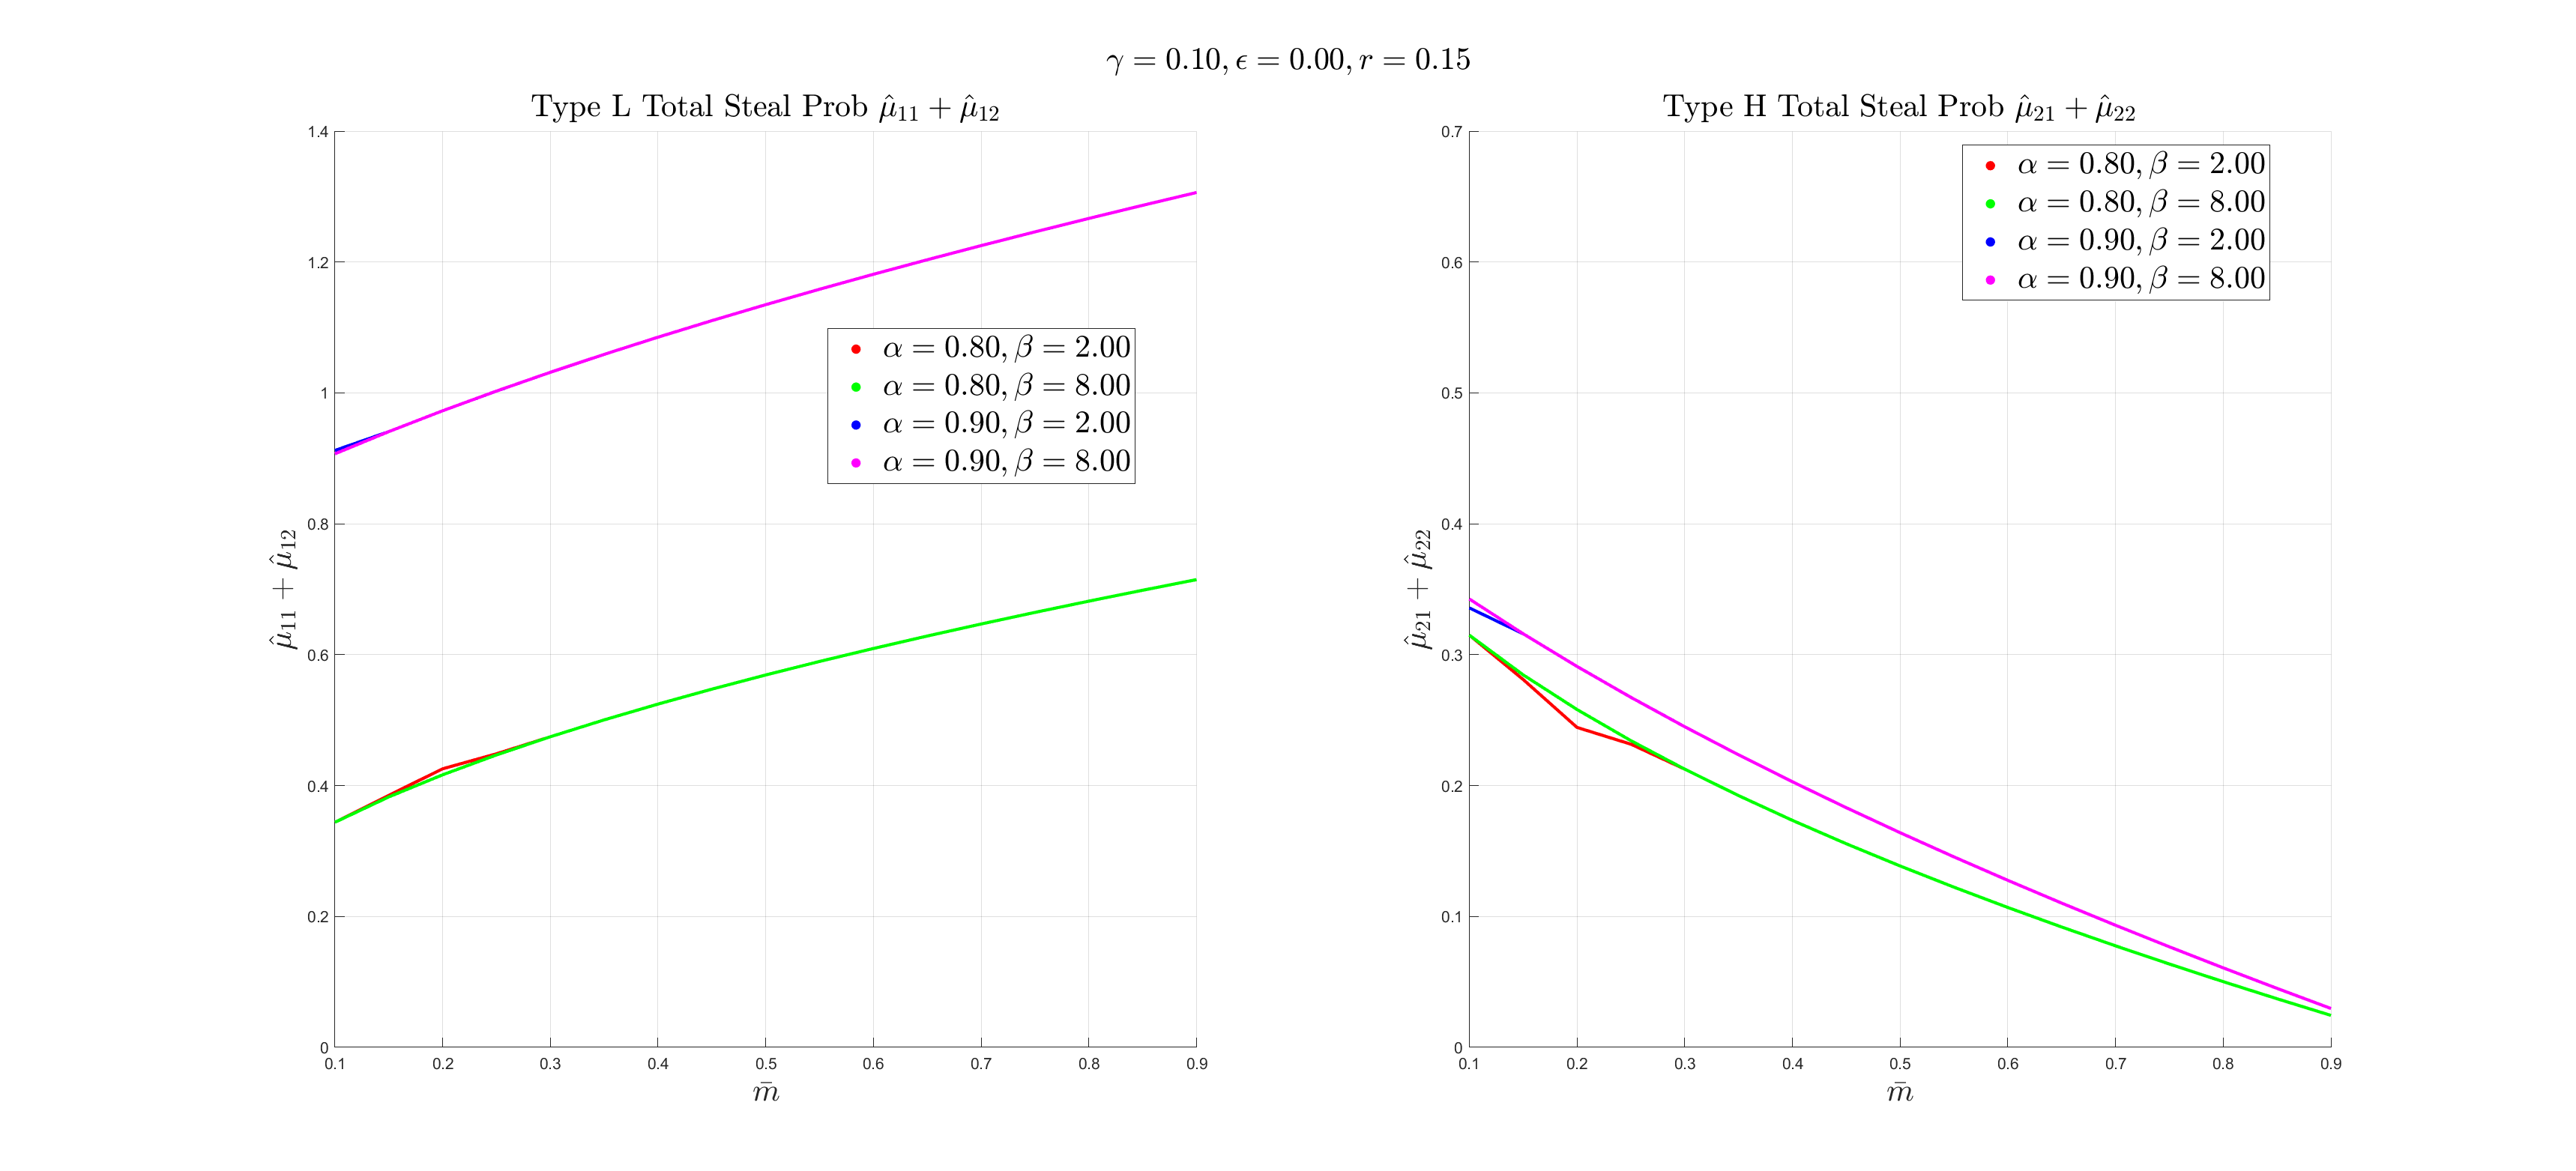 γ = 0.10, ϵ = 0.00, r = 0.15
Type L Total Steal Prob μ̂₁₁ + μ̂₁₂
1.4
1.2
1
0.8
0.6
0.4
0.2
0
0.1 0.2 0.3 0.4 0.5 0.6 0.7 0.8 0.9
m̄
μ̂₁₁ + μ̂₁₂
α = 0.80, β = 2.00
α = 0.80, β = 8.00
α = 0.90, β = 2.00
α = 0.90, β = 8.00
Type H Total Steal Prob μ̂₂₁ + μ̂₂₂
0.7
0.6
0.5
0.4
0.3
0.2
0.1
0
0.1 0.2 0.3 0.4 0.5 0.6 0.7 0.8 0.9
m̄
μ̂₂₁ + μ̂₂₂
α = 0.80, β = 2.00
α = 0.80, β = 8.00
α = 0.90, β = 2.00
α = 0.90, β = 8.00